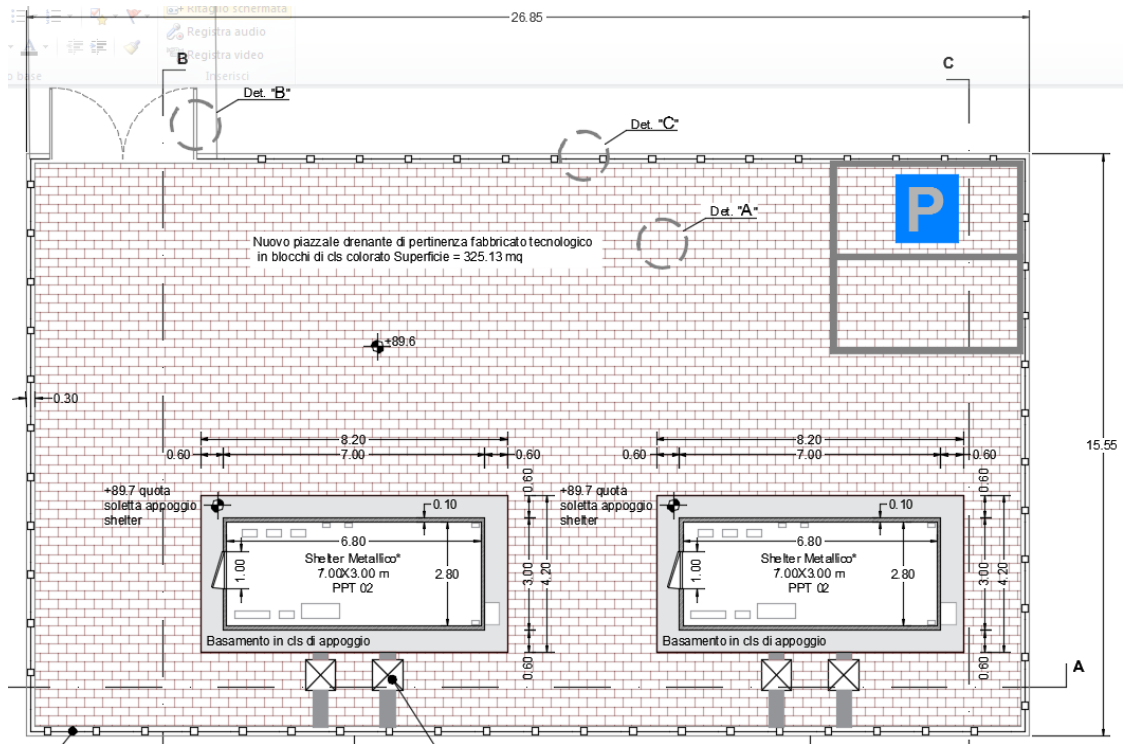 Ritaglio schermata
Registra audio
Registra video
o base
Inserisci
26.85
B
C
Det. "B"
Det. "C"
Det. "A"
P
Nuovo piazzale drenante di pertinenza fabbricato tecnologico
in blocchi di cls colorato Superficie = 325.13 mq
+89.6
0.30
15.55
8.20
0.60
7.00
0.60
8.20
0.60
7.00
0.60
+89.7 quota
soletta appoggio
shelter
0.10
6.80
Shelter Metallico*
7.00X3.00 m
PPT 02
1.00
2.80
0.60
3.00
4.20
0.60
Basamento in cls di appoggio
+89.7 quota
soletta appoggio
shelter
0.10
6.80
Shelter Metallico*
7.00X3.00 m
PPT 02
1.00
2.80
0.60
3.00
4.20
0.60
Basamento in cls di appoggio
A